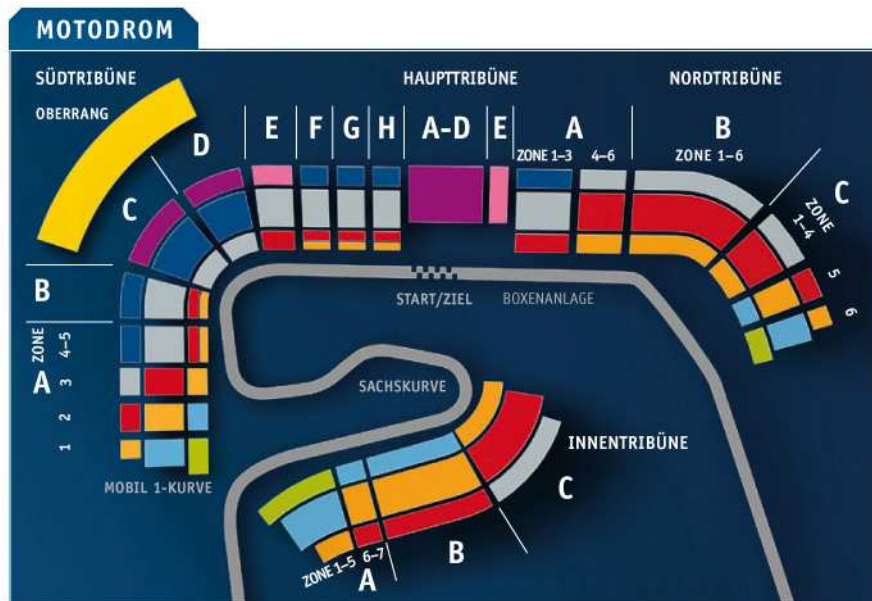 MOTODROM
SÜDTRIBÜNE
HAUPTTRIBÜNE
NORDTRIBÜNE
OBERRANG
D
E
F
G
H
A-D
E
A
ZONE 1-3
4-6
B
ZONE 1-6
C
ZONE
1-4
5
6
C
B
ZONE
4-5
A
3
2
1
START/ZIEL
BOXENANLAGE
SACHSKURVE
MOBIL 1-KURVE
INNENTRIBÜNE
C
B
ZONE 1-5
6-7
A